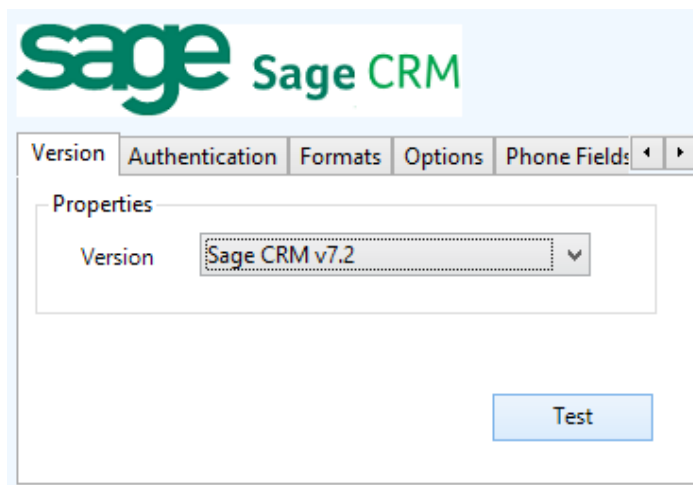 sage Sage CRM
Version Authentication Formats Options Phone Fields
Properties
Version Sage CRM v7.2
Test